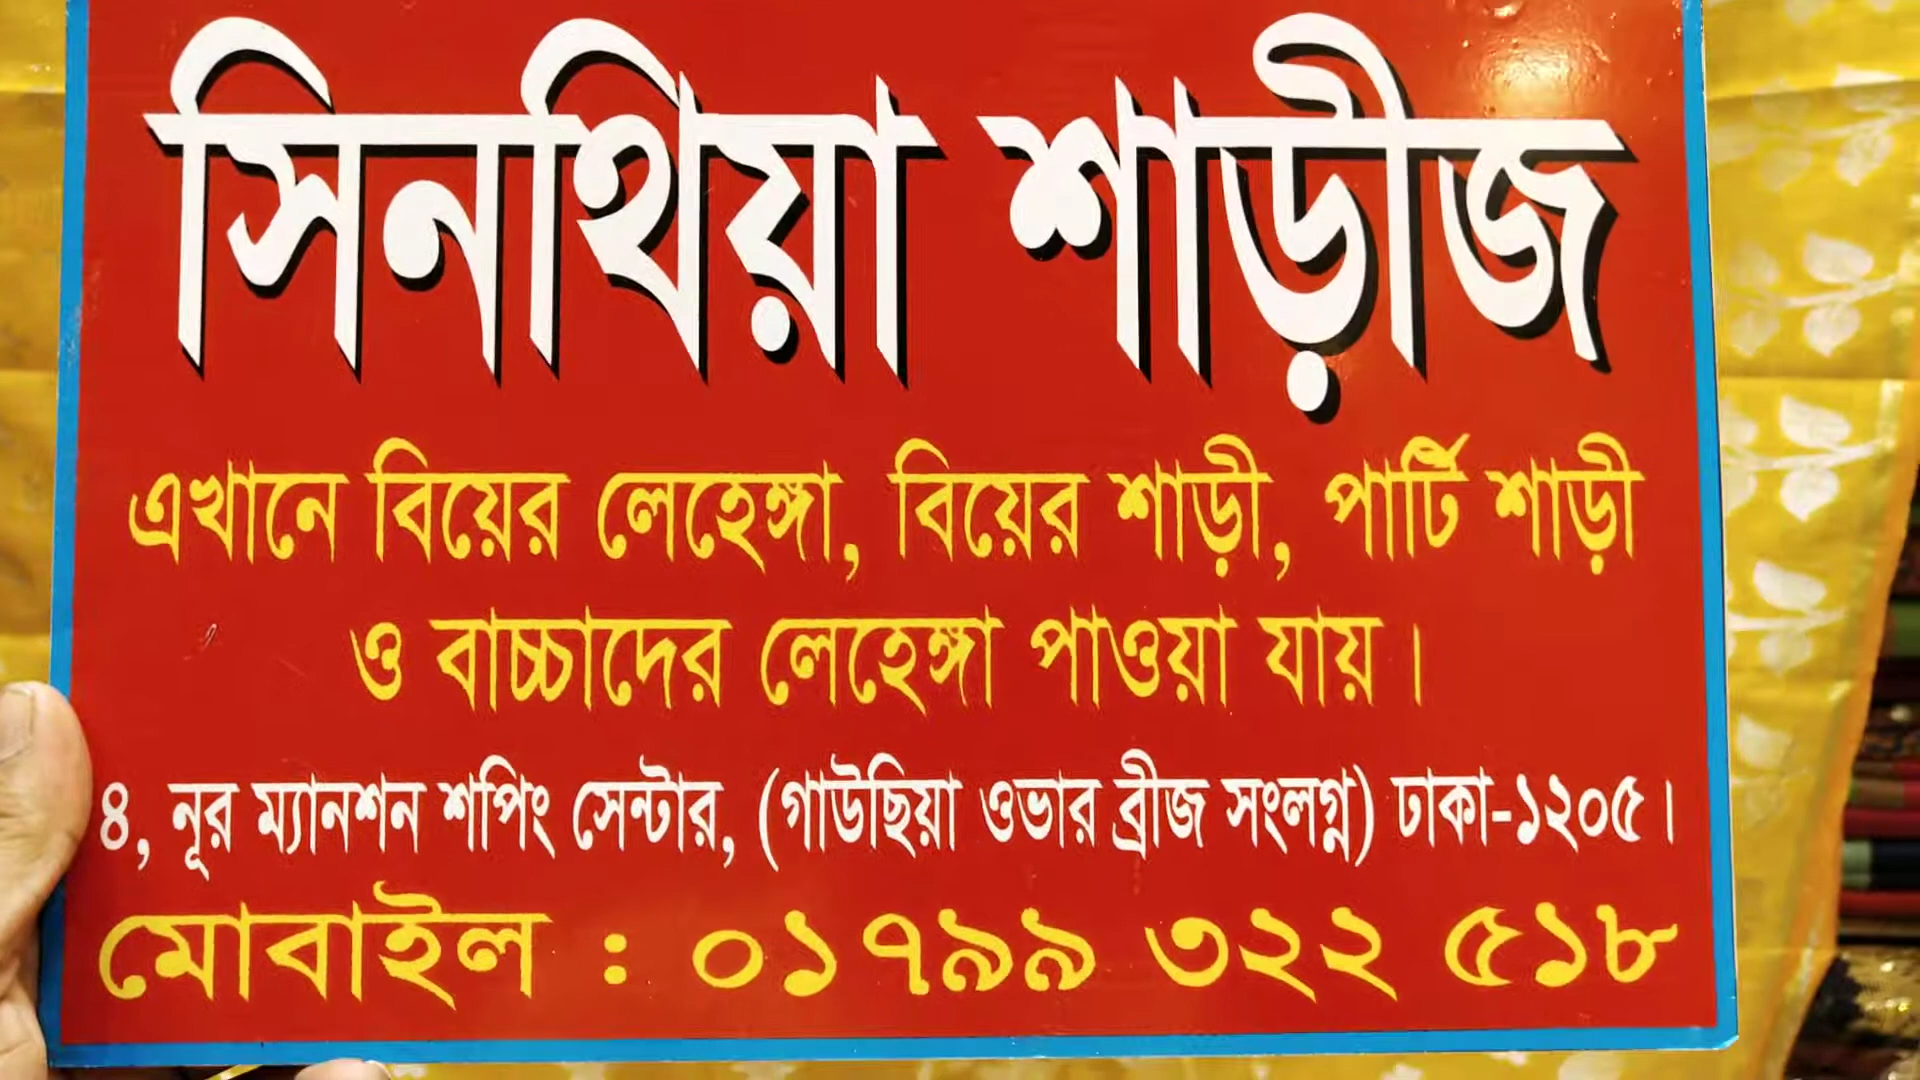 সিনথিয়া শাড়ীজ
এখানে বিয়ের লেহেঙ্গা, বিয়ের শাড়ী, পার্টি শাড়ী
ও বাচ্চাদের লেহেঙ্গা পাওয়া যায়।
৪, নূর ম্যানশন শপিং সেন্টার, (গাউছিয়া ওভার ব্রীজ সংলগ্ন) ঢাকা-১২০৫।
মোবাইল : ০১৭৯৯ ৩২২ ৫১৮